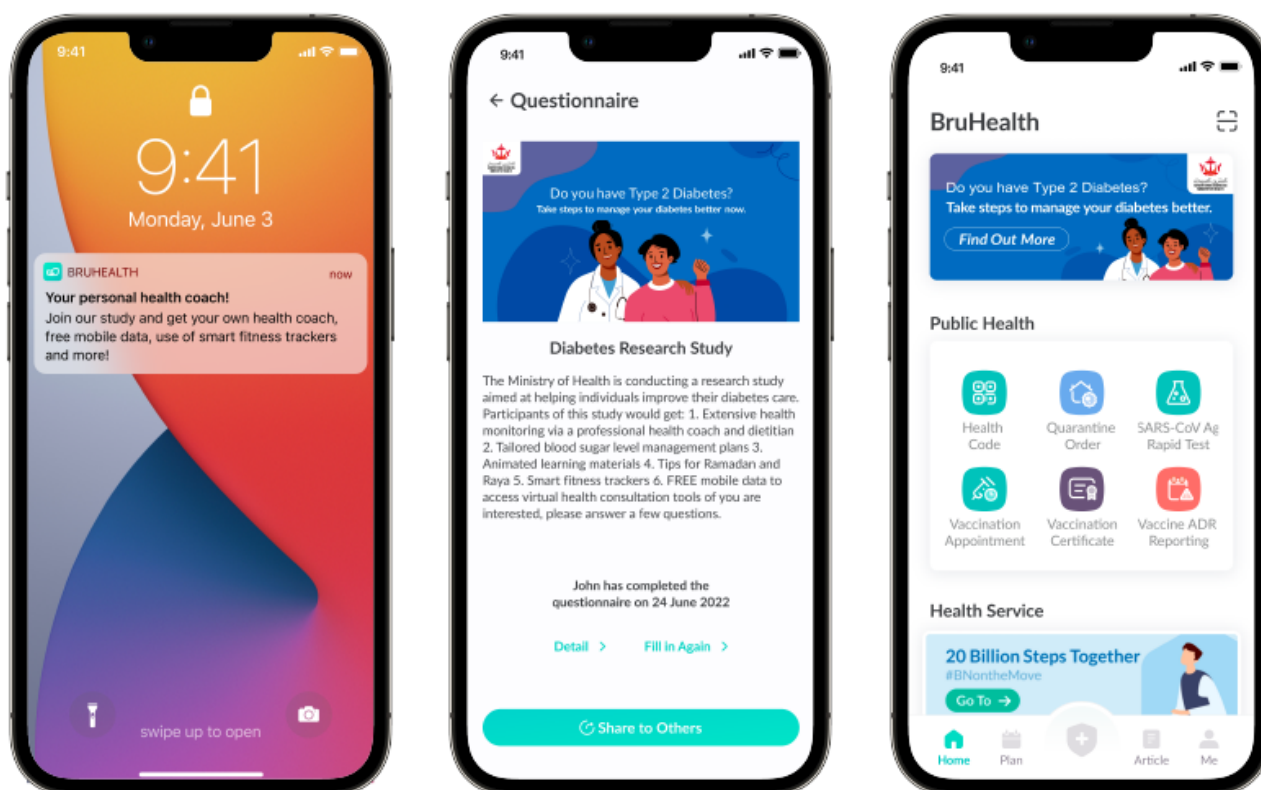 9:41
9:41
Monday, June 3
BRUHEALTH
now
Your personal health coach!
Join our study and get your own health coach,
free mobile data, use of smart fitness trackers
and more!
swipe up to open
9:41
← Questionnaire
Do you have Type 2 Diabetes?
Take steps to manage your diabetes better now.
Diabetes Research Study
The Ministry of Health is conducting a research study
aimed at helping individuals improve their diabetes care.
Participants of this study would get: 1. Extensive health
monitoring via a professional health coach and dietitian
2. Tailored blood sugar level management plans 3.
Animated learning materials 4. Tips for Ramadan and
Raya 5. Smart fitness trackers 6. FREE mobile data to
access virtual health consultation tools of you are
interested, please answer a few questions.
John has completed the
questionnaire on 24 June 2022
Detail >
Fill in Again >
Share to Others
9:41
BruHealth
Do you have Type 2 Diabetes?
Take steps to manage your diabetes better.
Find Out More
Public Health
Health
Code
Quarantine
Order
SARS-CoV Ag
Rapid Test
Vaccination
Appointment
Vaccination
Certificate
Vaccine ADR
Reporting
Health Service
20 Billion Steps Together
#BNontheMove
Go To →
Home
Plan
Article
Me